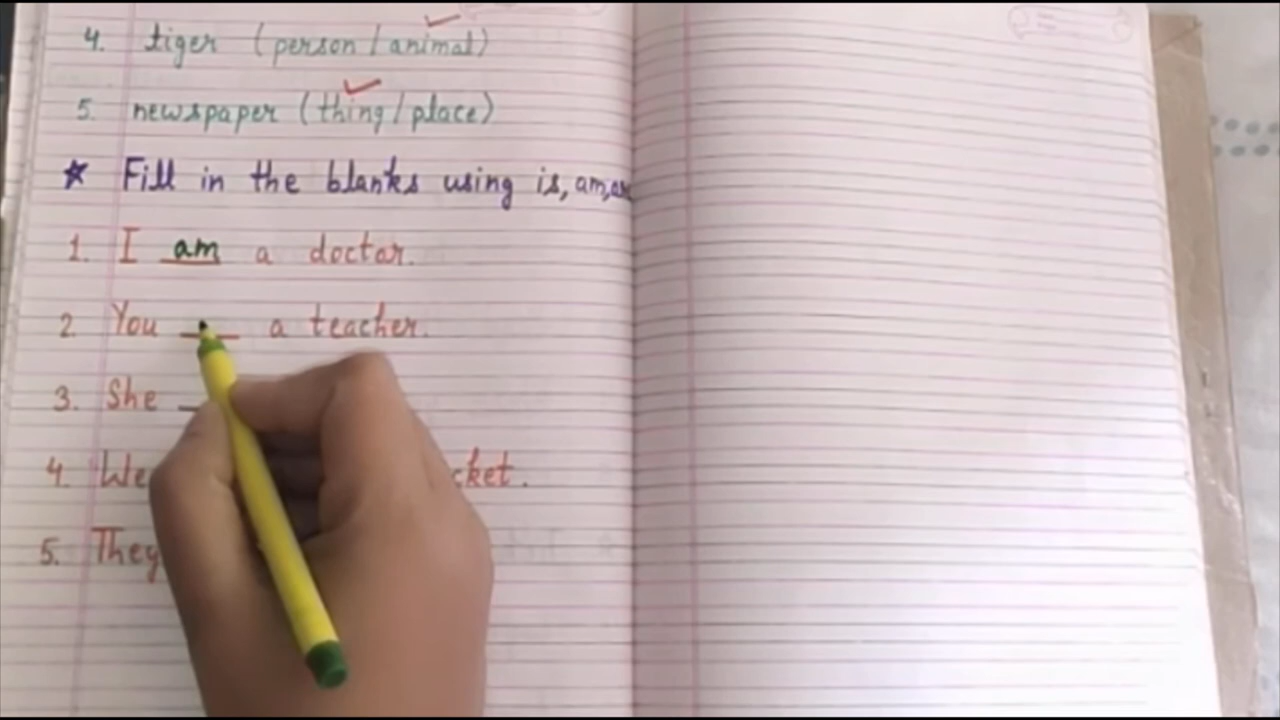 4. tiger (person / animal)
5. newspaper (thing / place)
★ Fill in the blanks using is, am,
1. I am a doctor.
2. You __ a teacher.
3. She _
4. We cket.
5. They